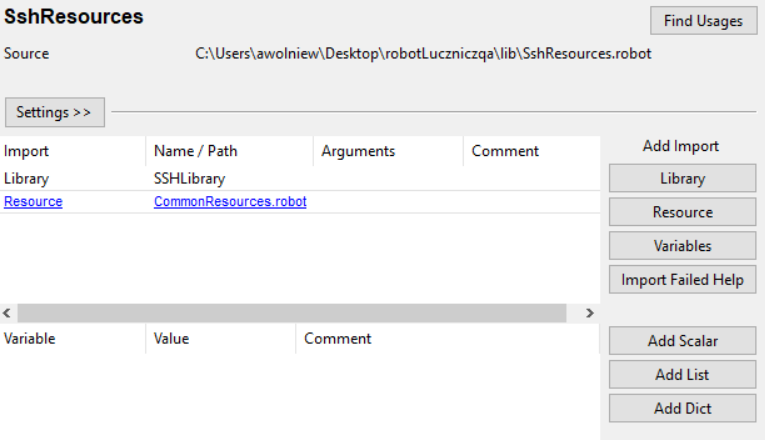 SshResources
Find Usages
Source C:\Users\awolniew\Desktop\robotLuczniczqa\lib\SshResources.robot
Settings >>
Import Name / Path Arguments Comment
Add Import
Library SSHLibrary
Library
Resource CommonResources.robot
Resource
Variables
Import Failed Help
Variable Value Comment
Add Scalar
Add List
Add Dict